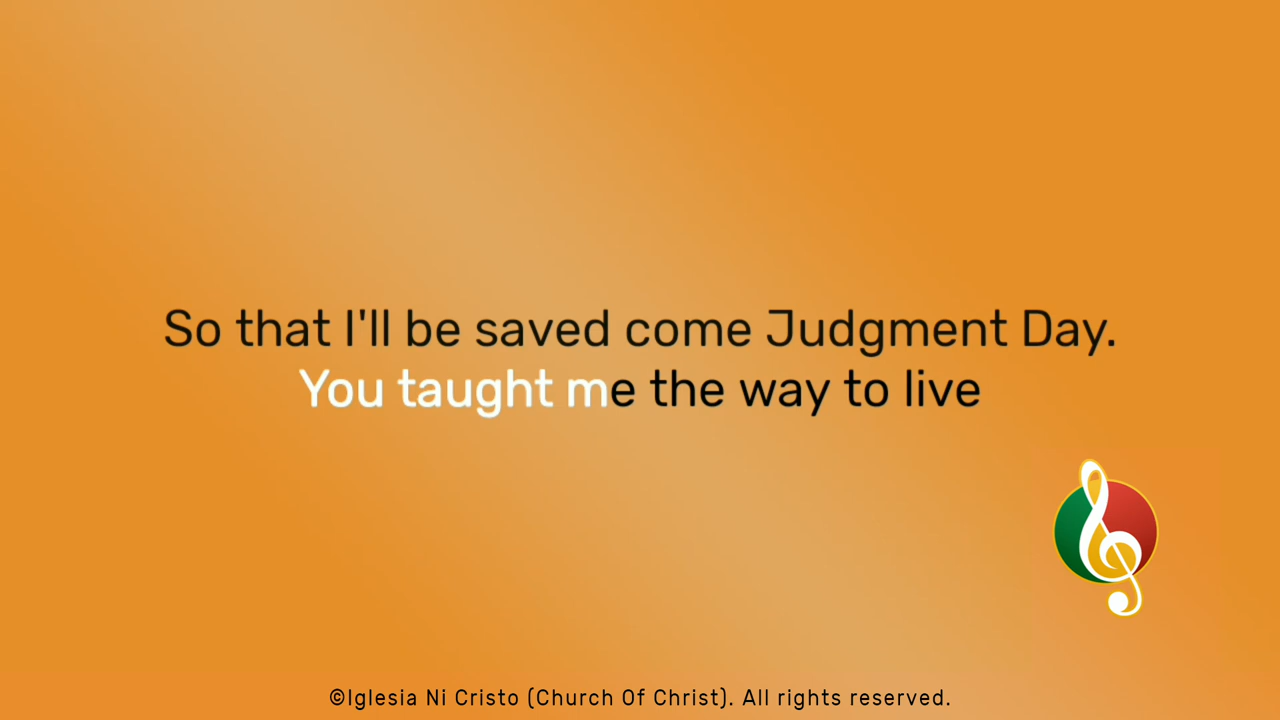 So that I'll be saved come Judgment Day.
You taught me the way to live
©Iglesia Ni Cristo (Church Of Christ). All rights reserved.